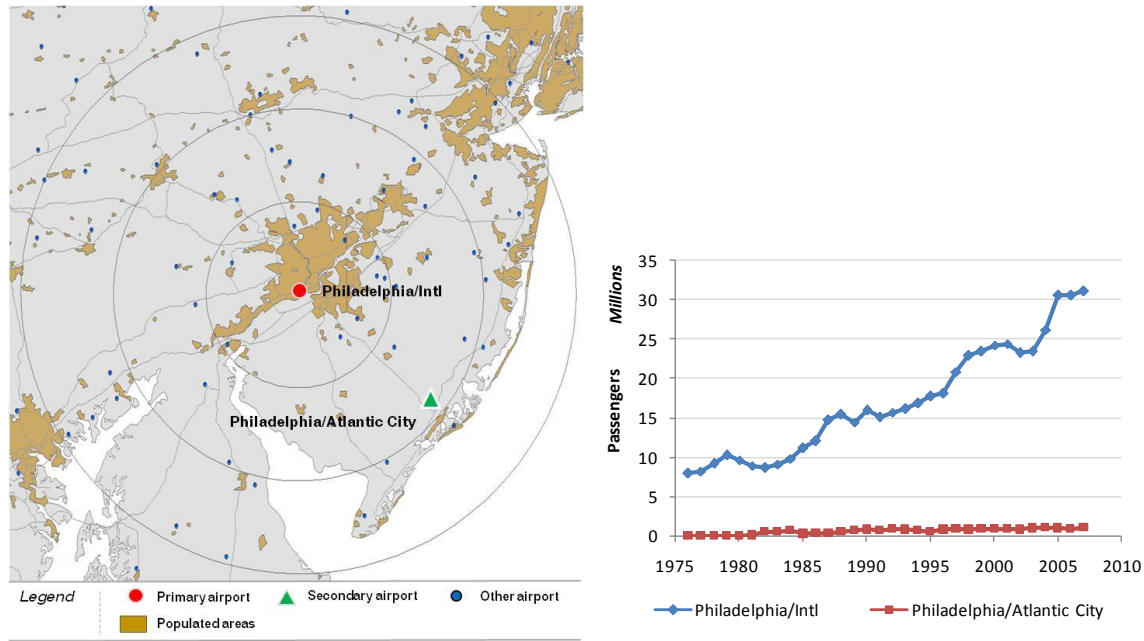 Philadelphia/Intl
Philadelphia/Atlantic City
Legend
Primary airport
Secondary airport
Other airport
Populated areas
Passengers
Millions
35
30
25
20
15
10
5
0
1975 1980 1985 1990 1995 2000 2005 2010
Philadelphia/Intl
Philadelphia/Atlantic City